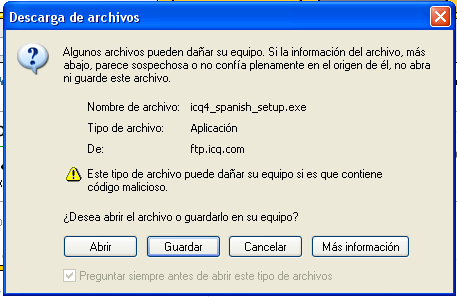 Descarga de archivos
Algunos archivos pueden dañar su equipo. Si la información del archivo, más
abajo, parece sospechosa o no confía plenamente en el origen de él, no abra
ni guarde este archivo.
Nombre de archivo: icq4_spanish_setup.exe
Tipo de archivo: Aplicación
De: ftp.icq.com
Este tipo de archivo puede dañar su equipo si es que contiene
código malicioso.
¿Desea abrir el archivo o guardarlo en su equipo?
Abrir Guardar Cancelar Más información
Preguntar siempre antes de abrir este tipo de archivos